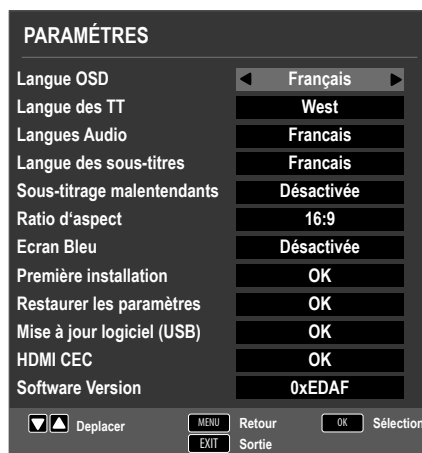 PARAMÉTRES
Langue OSD Français
Langue des TT West
Langues Audio Francais
Langue des sous-titres Francais
Sous-titrage malentendants Désactivée
Ratio d‘aspect 16:9
Ecran Bleu Désactivée
Première installation OK
Restaurer les paramètres OK
Mise à jour logiciel (USB) OK
HDMI CEC OK
Software Version 0xEDAF
Deplacer MENU Retour OK Sélection
EXIT Sortie